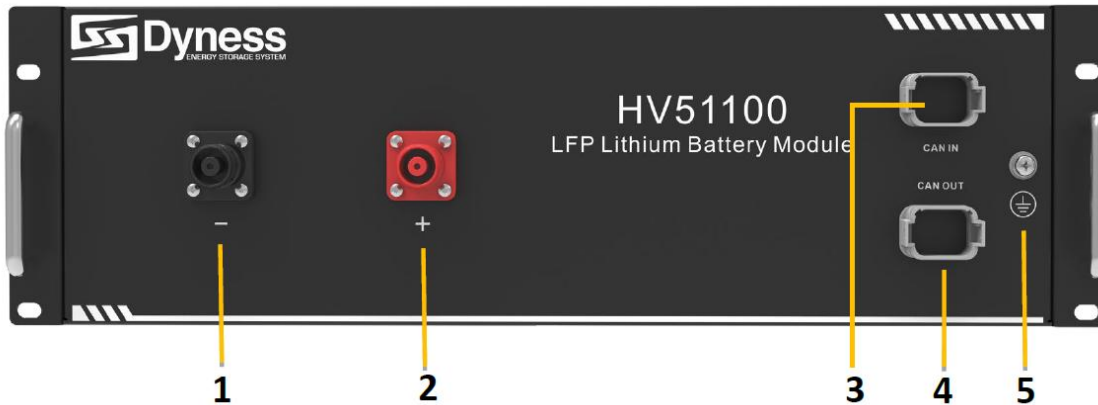 Dyness
ENERGY STORAGE SYSTEM
HV51100
LFP Lithium Battery Module
CAN IN
CAN OUT
−
+
1
2
3
4
5